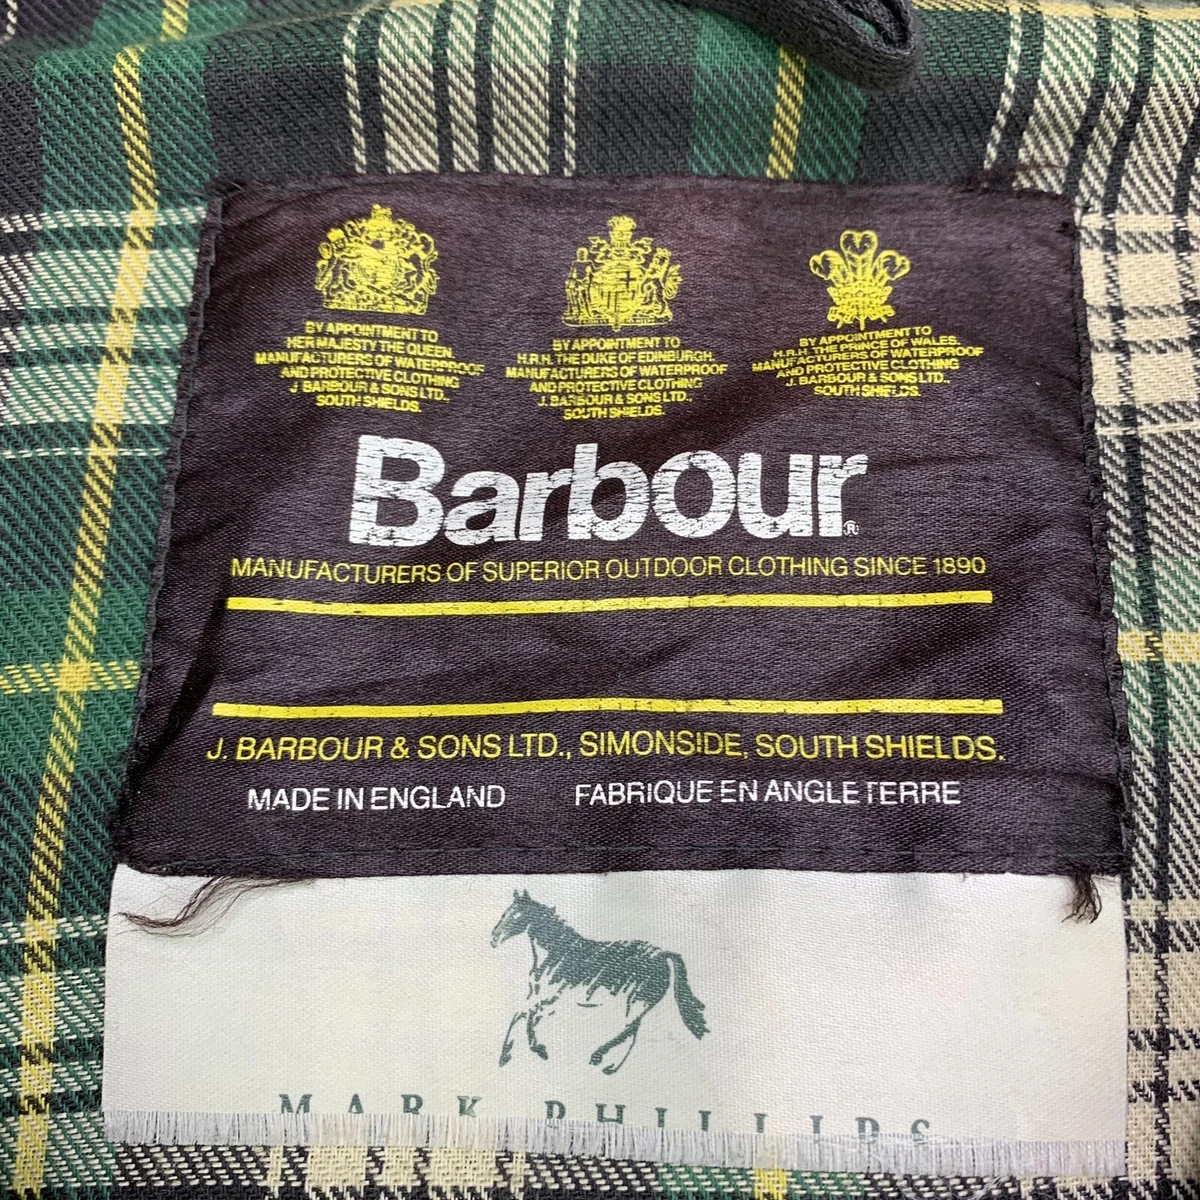 BY APPOINTMENT TO
HER MAJESTY THE QUEEN.
MANUFACTURERS OF WATERPROOF
AND PROTECTIVE CLOTHING
J. BARBOUR & SONS LTD.,
SOUTH SHIELDS.
BY APPOINTMENT TO
H.R.H. THE DUKE OF EDINBURGH.
MANUFACTURERS OF WATERPROOF
AND PROTECTIVE CLOTHING
J. BARBOUR & SONS LTD.,
SOUTH SHIELDS.
BY APPOINTMENT TO
H.R.H. THE PRINCE OF WALES.
MANUFACTURERS OF WATERPROOF
AND PROTECTIVE CLOTHING
J. BARBOUR & SONS LTD.,
SOUTH SHIELDS.
Barbour®
MANUFACTURERS OF SUPERIOR OUTDOOR CLOTHING SINCE 1890
J. BARBOUR & SONS LTD., SIMONSIDE, SOUTH SHIELDS.
MADE IN ENGLAND FABRIQUE EN ANGLETERRE
MARK PHILLIPS